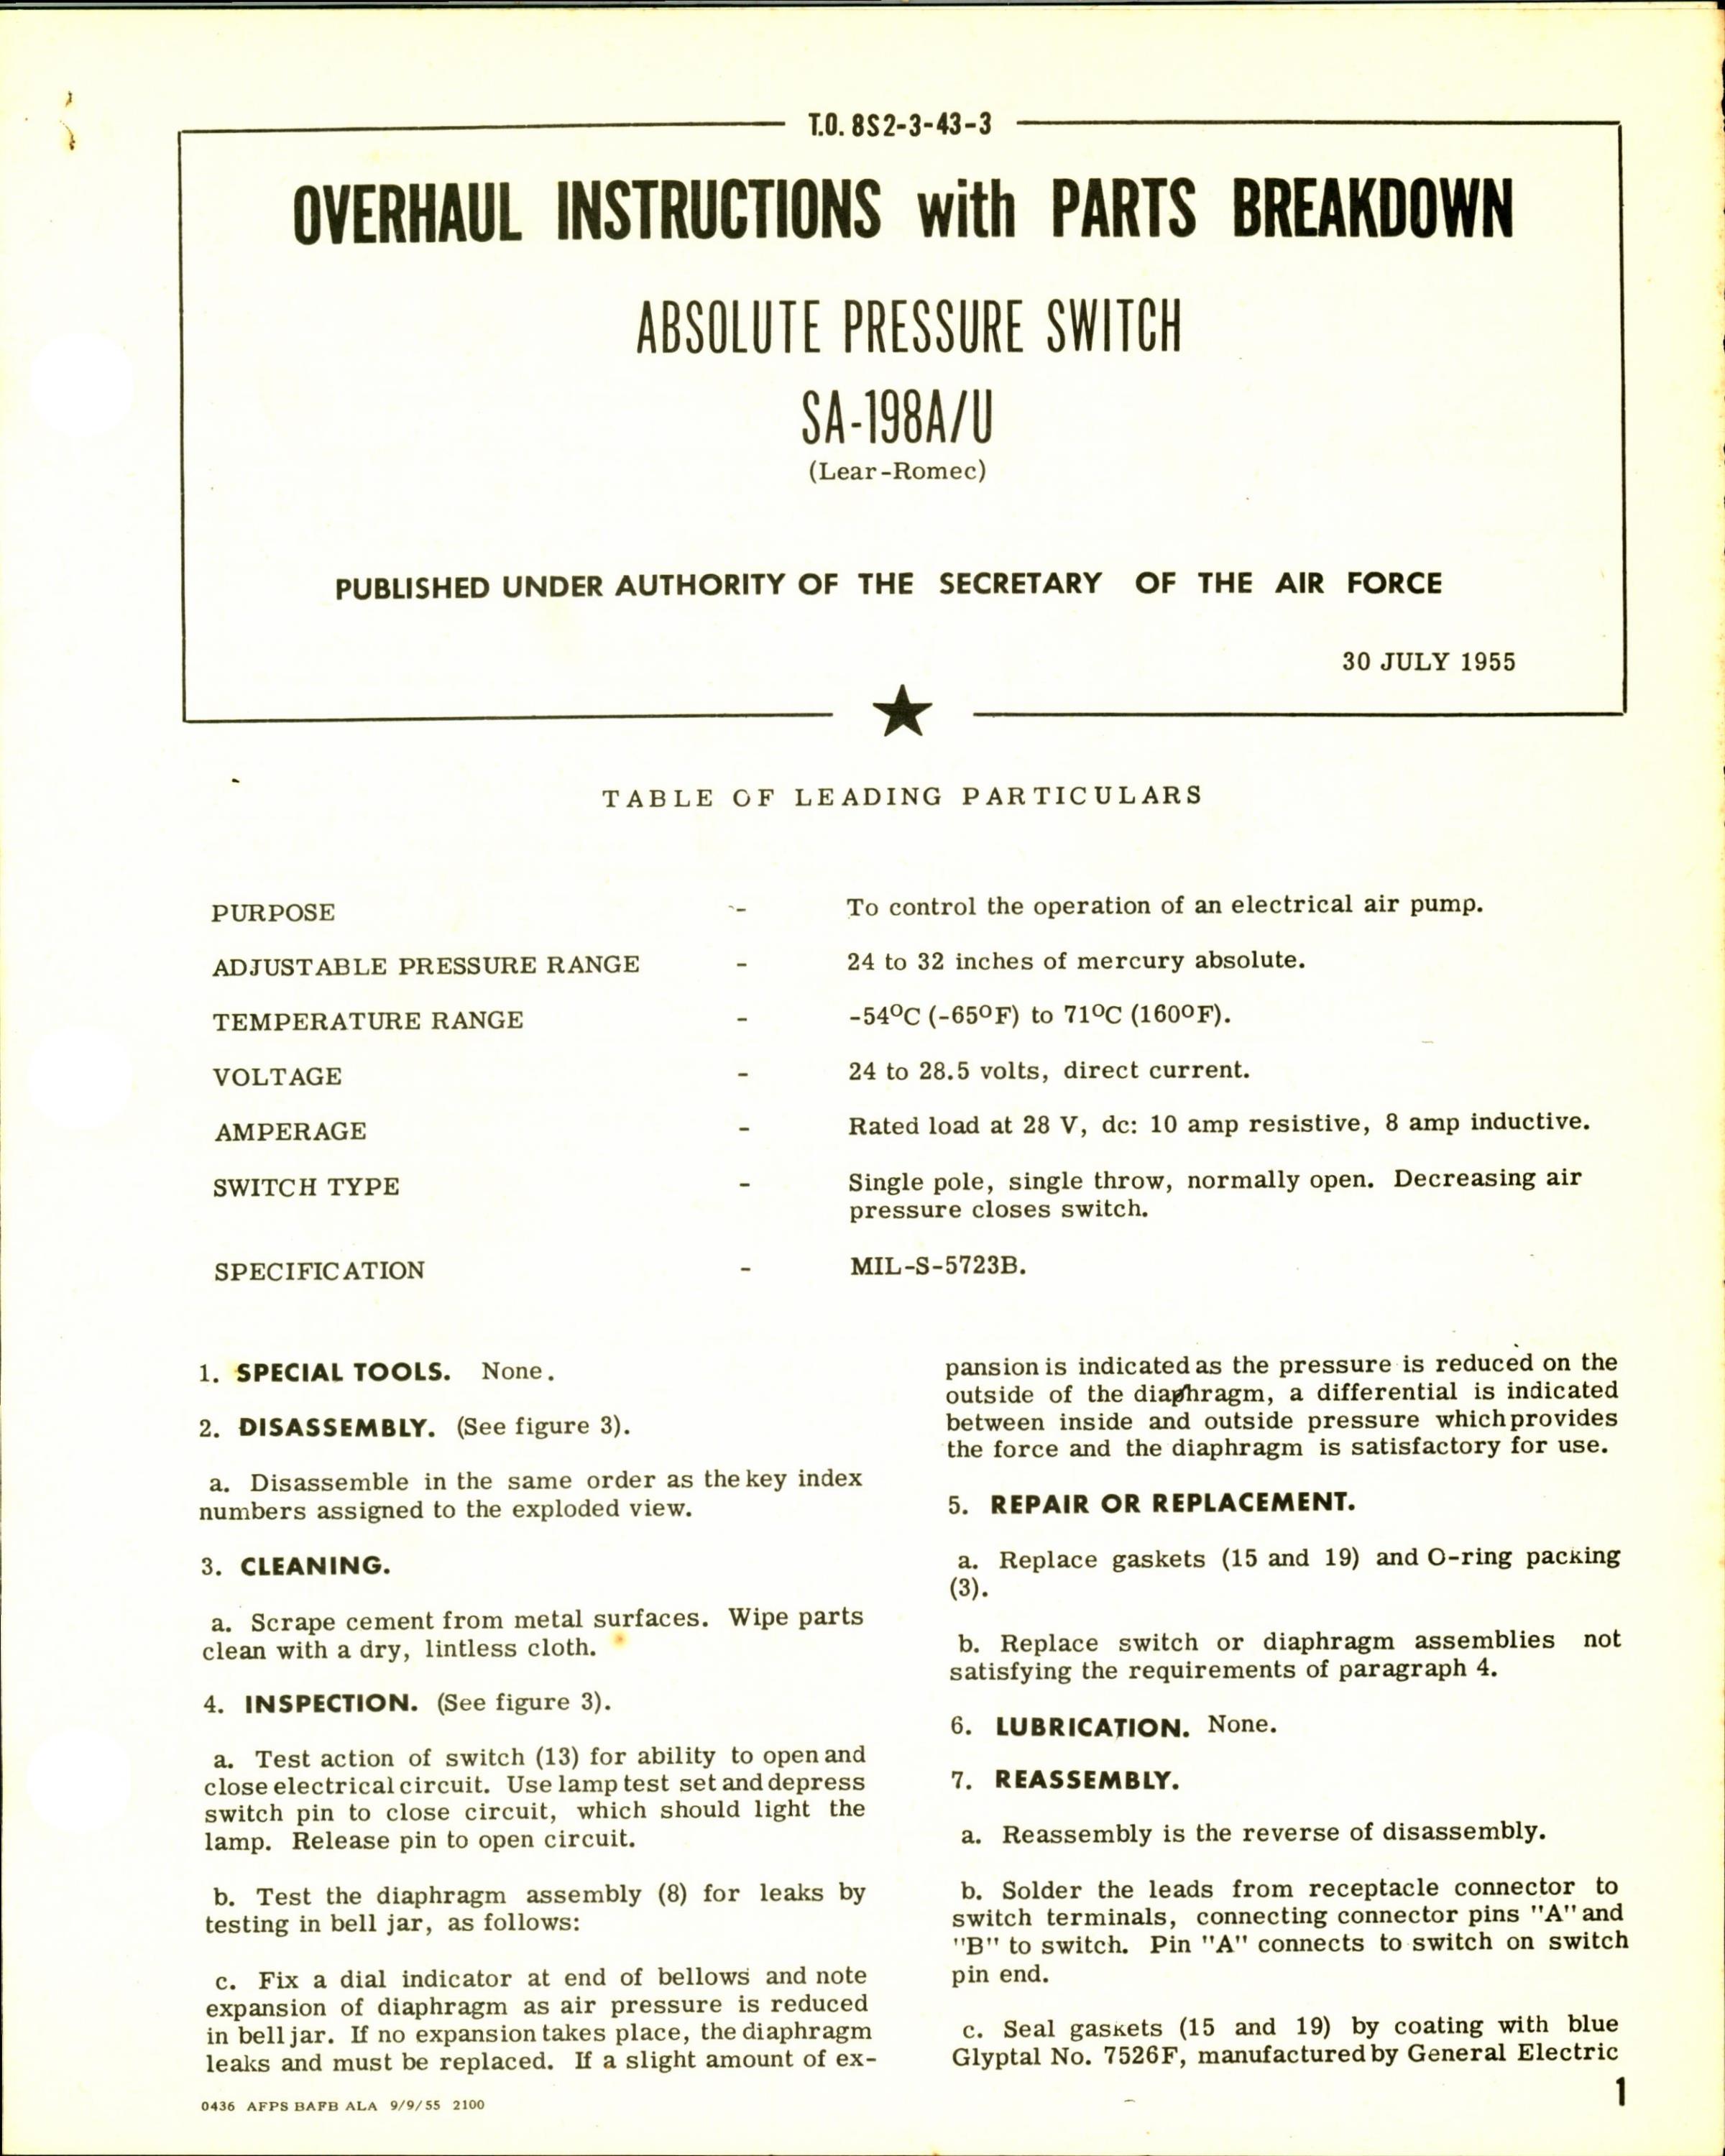 T.O. 8S2-3-43-3
OVERHAUL INSTRUCTIONS with PARTS BREAKDOWN
ABSOLUTE PRESSURE SWITCH
SA-198A/U
(Lear-Romec)
PUBLISHED UNDER AUTHORITY OF THE SECRETARY OF THE AIR FORCE
30 JULY 1955
TABLE OF LEADING PARTICULARS
PURPOSE - To control the operation of an electrical air pump.
ADJUSTABLE PRESSURE RANGE - 24 to 32 inches of mercury absolute.
TEMPERATURE RANGE - -54°C (-65°F) to 71°C (160°F).
VOLTAGE - 24 to 28.5 volts, direct current.
AMPERAGE - Rated load at 28 V, dc: 10 amp resistive, 8 amp inductive.
SWITCH TYPE - Single pole, single throw, normally open. Decreasing air
pressure closes switch.
SPECIFICATION - MIL-S-5723B.
1. SPECIAL TOOLS. None.
2. DISASSEMBLY. (See figure 3).
a. Disassemble in the same order as the key index
numbers assigned to the exploded view.
3. CLEANING.
a. Scrape cement from metal surfaces. Wipe parts
clean with a dry, lintless cloth.
4. INSPECTION. (See figure 3).
a. Test action of switch (13) for ability to open and
close electrical circuit. Use lamp test set and depress
switch pin to close circuit, which should light the
lamp. Release pin to open circuit.
b. Test the diaphragm assembly (8) for leaks by
testing in bell jar, as follows:
c. Fix a dial indicator at end of bellows and note
expansion of diaphragm as air pressure is reduced
in bell jar. If no expansion takes place, the diaphragm
leaks and must be replaced. If a slight amount of ex-
pansion is indicated as the pressure is reduced on the
outside of the diaphragm, a differential is indicated
between inside and outside pressure which provides
the force and the diaphragm is satisfactory for use.
5. REPAIR OR REPLACEMENT.
a. Replace gaskets (15 and 19) and O-ring packing
(3).
b. Replace switch or diaphragm assemblies not
satisfying the requirements of paragraph 4.
6. LUBRICATION. None.
7. REASSEMBLY.
a. Reassembly is the reverse of disassembly.
b. Solder the leads from receptacle connector to
switch terminals, connecting connector pins "A" and
"B" to switch. Pin "A" connects to switch on switch
pin end.
c. Seal gaskets (15 and 19) by coating with blue
Glyptal No. 7526F, manufactured by General Electric
0436 AFPS BAFB ALA 9/9/55 2100
1